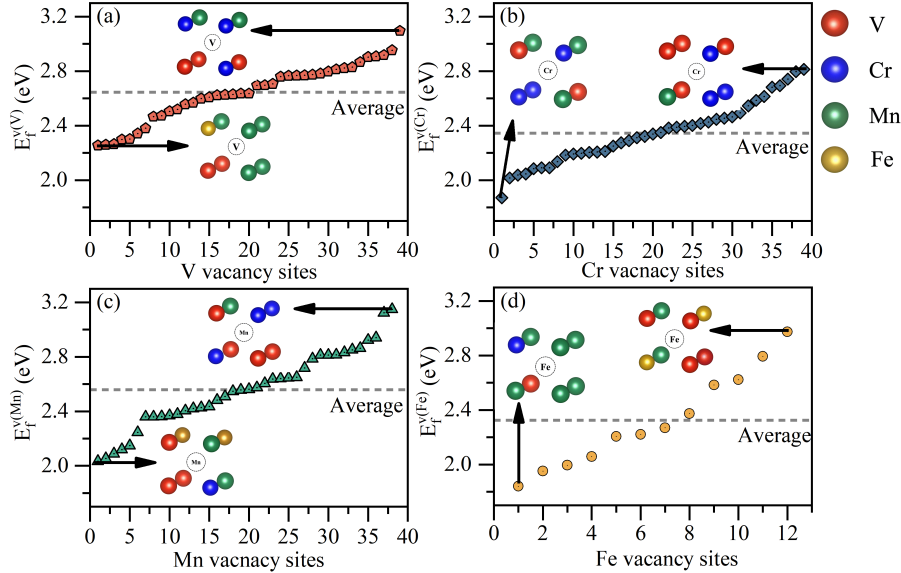 (a)
3.2
2.8
2.4
2.0
E_f^v(V) (eV)
V
V
Average
0 5 10 15 20 25 30 35 40
V vacancy sites
(b)
3.2
2.8
2.4
2.0
E_f^v(Cr) (eV)
Cr
Cr
Average
0 5 10 15 20 25 30 35 40
Cr vacnacy sites
V
Cr
Mn
Fe
(c)
3.2
2.8
2.4
2.0
E_f^v(Mn) (eV)
Mn
Average
Mn
0 5 10 15 20 25 30 35 40
Mn vacnacy sites
(d)
3.2
2.8
2.4
2.0
E_f^v(Fe) (eV)
Fe
Fe
Average
0 2 4 6 8 10 12
Fe vacancy sites